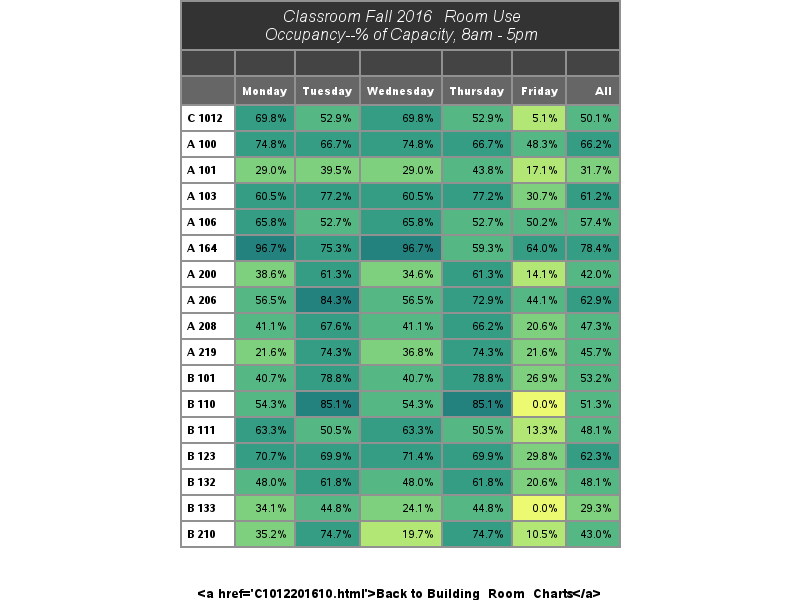 Classroom Fall 2016 Room Use
Occupancy--% of Capacity, 8am - 5pm
Monday Tuesday Wednesday Thursday Friday All
C 1012 69.8% 52.9% 69.8% 52.9% 5.1% 50.1%
A 100 74.8% 66.7% 74.8% 66.7% 48.3% 66.2%
A 101 29.0% 39.5% 29.0% 43.8% 17.1% 31.7%
A 103 60.5% 77.2% 60.5% 77.2% 30.7% 61.2%
A 106 65.8% 52.7% 65.8% 52.7% 50.2% 57.4%
A 164 96.7% 75.3% 96.7% 59.3% 64.0% 78.4%
A 200 38.6% 61.3% 34.6% 61.3% 14.1% 42.0%
A 206 56.5% 84.3% 56.5% 72.9% 44.1% 62.9%
A 208 41.1% 67.6% 41.1% 66.2% 20.6% 47.3%
A 219 21.6% 74.3% 36.8% 74.3% 21.6% 45.7%
B 101 40.7% 78.8% 40.7% 78.8% 26.9% 53.2%
B 110 54.3% 85.1% 54.3% 85.1% 0.0% 51.3%
B 111 63.3% 50.5% 63.3% 50.5% 13.3% 48.1%
B 123 70.7% 69.9% 71.4% 69.9% 29.8% 62.3%
B 132 48.0% 61.8% 48.0% 61.8% 20.6% 48.1%
B 133 34.1% 44.8% 24.1% 44.8% 0.0% 29.3%
B 210 35.2% 74.7% 19.7% 74.7% 10.5% 43.0%
<a href='C1012201610.html'>Back to Building Room Charts</a>